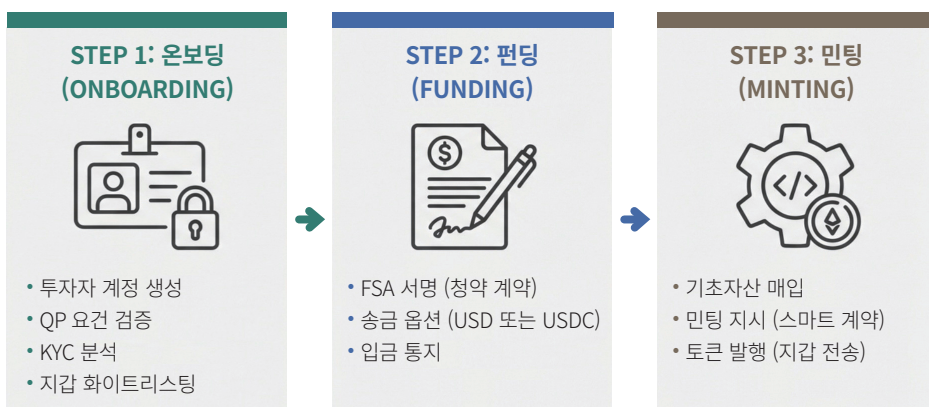 STEP 1: 온보딩
(ONBOARDING)
• 투자자 계정 생성
• QP 요건 검증
• KYC 분석
• 지갑 화이트리스팅
STEP 2: 펀딩
(FUNDING)
$
• FSA 서명 (청약 계약)
• 송금 옵션 (USD 또는 USDC)
• 입금 통지
STEP 3: 민팅
(MINTING)
</>
• 기초자산 매입
• 민팅 지시 (스마트 계약)
• 토큰 발행 (지갑 전송)